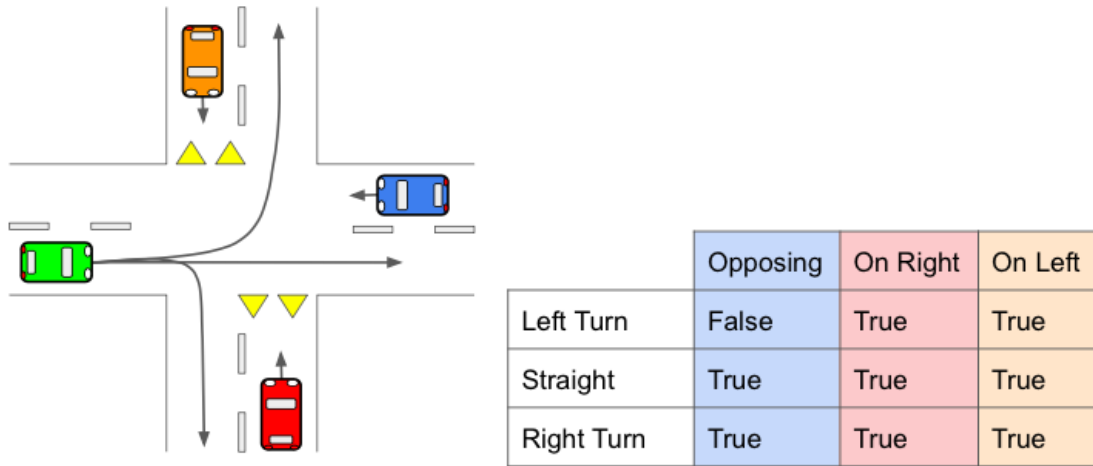 Opposing On Right On Left
Left Turn False True True
Straight True True True
Right Turn True True True